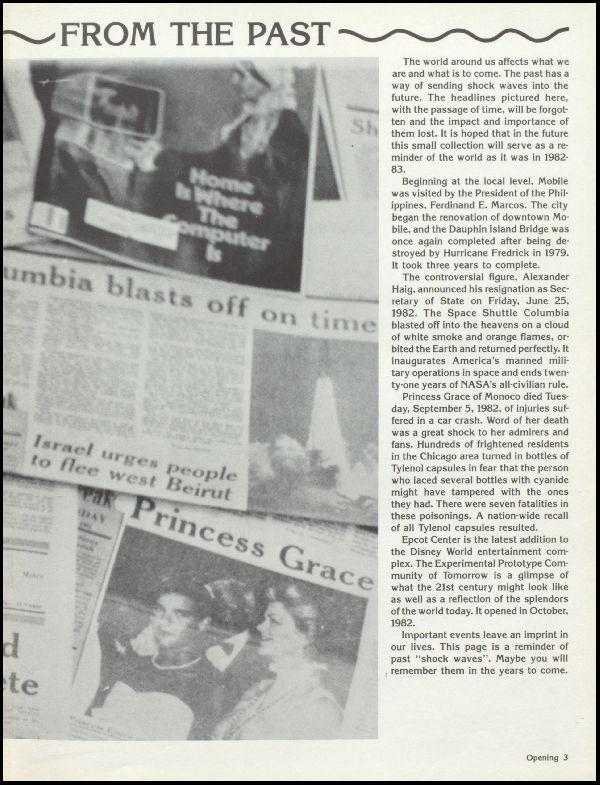 FROM THE PAST
Sh
Home
Is Where
The
Computer
Is
umbia blasts off on time
Israel urges people
to flee west Beirut
Pak
DAY
Princess Grace
d
ete
The world around us affects what we
are and what is to come. The past has a
way of sending shock waves into the
future. The headlines pictured here,
with the passage of time, will be forgot-
ten and the impact and importance of
them lost. It is hoped that in the future
this small collection will serve as a re-
minder of the world as it was in 1982-
83.
Beginning at the local level, Mobile
was visited by the President of the Phil-
ippines, Ferdinand E. Marcos. The city
began the renovation of downtown Mo-
bile, and the Dauphin Island Bridge was
once again completed after being de-
stroyed by Hurricane Fredrick in 1979.
It took three years to complete.
The controversial figure, Alexander
Haig, announced his resignation as Sec-
retary of State on Friday, June 25,
1982. The Space Shuttle Columbia
blasted off into the heavens on a cloud
of white smoke and orange flames, or-
bited the Earth and returned perfectly. It
inaugurates America's manned mili-
tary operations in space and ends twen-
ty-one years of NASA's all-civilian rule.
Princess Grace of Monoco died Tues-
day, September 5, 1982, of injuries suf-
fered in a car crash. Word of her death
was a great shock to her admirers and
fans. Hundreds of frightened residents
in the Chicago area turned in bottles of
Tylenol capsules in fear that the person
who laced several bottles with cyanide
might have tampered with the ones
they had. There were seven fatalities in
these poisonings. A nation-wide recall
of all Tylenol capsules resulted.
Epcot Center is the latest addition to
the Disney World entertainment com-
plex. The Experimental Prototype Com-
munity of Tomorrow is a glimpse of
what the 21st century might look like
as well as a reflection of the splendors
of the world today. It opened in October,
1982.
Important events leave an imprint in
our lives. This page is a reminder of
past "shock waves". Maybe you will
remember them in the years to come.
Opening 3